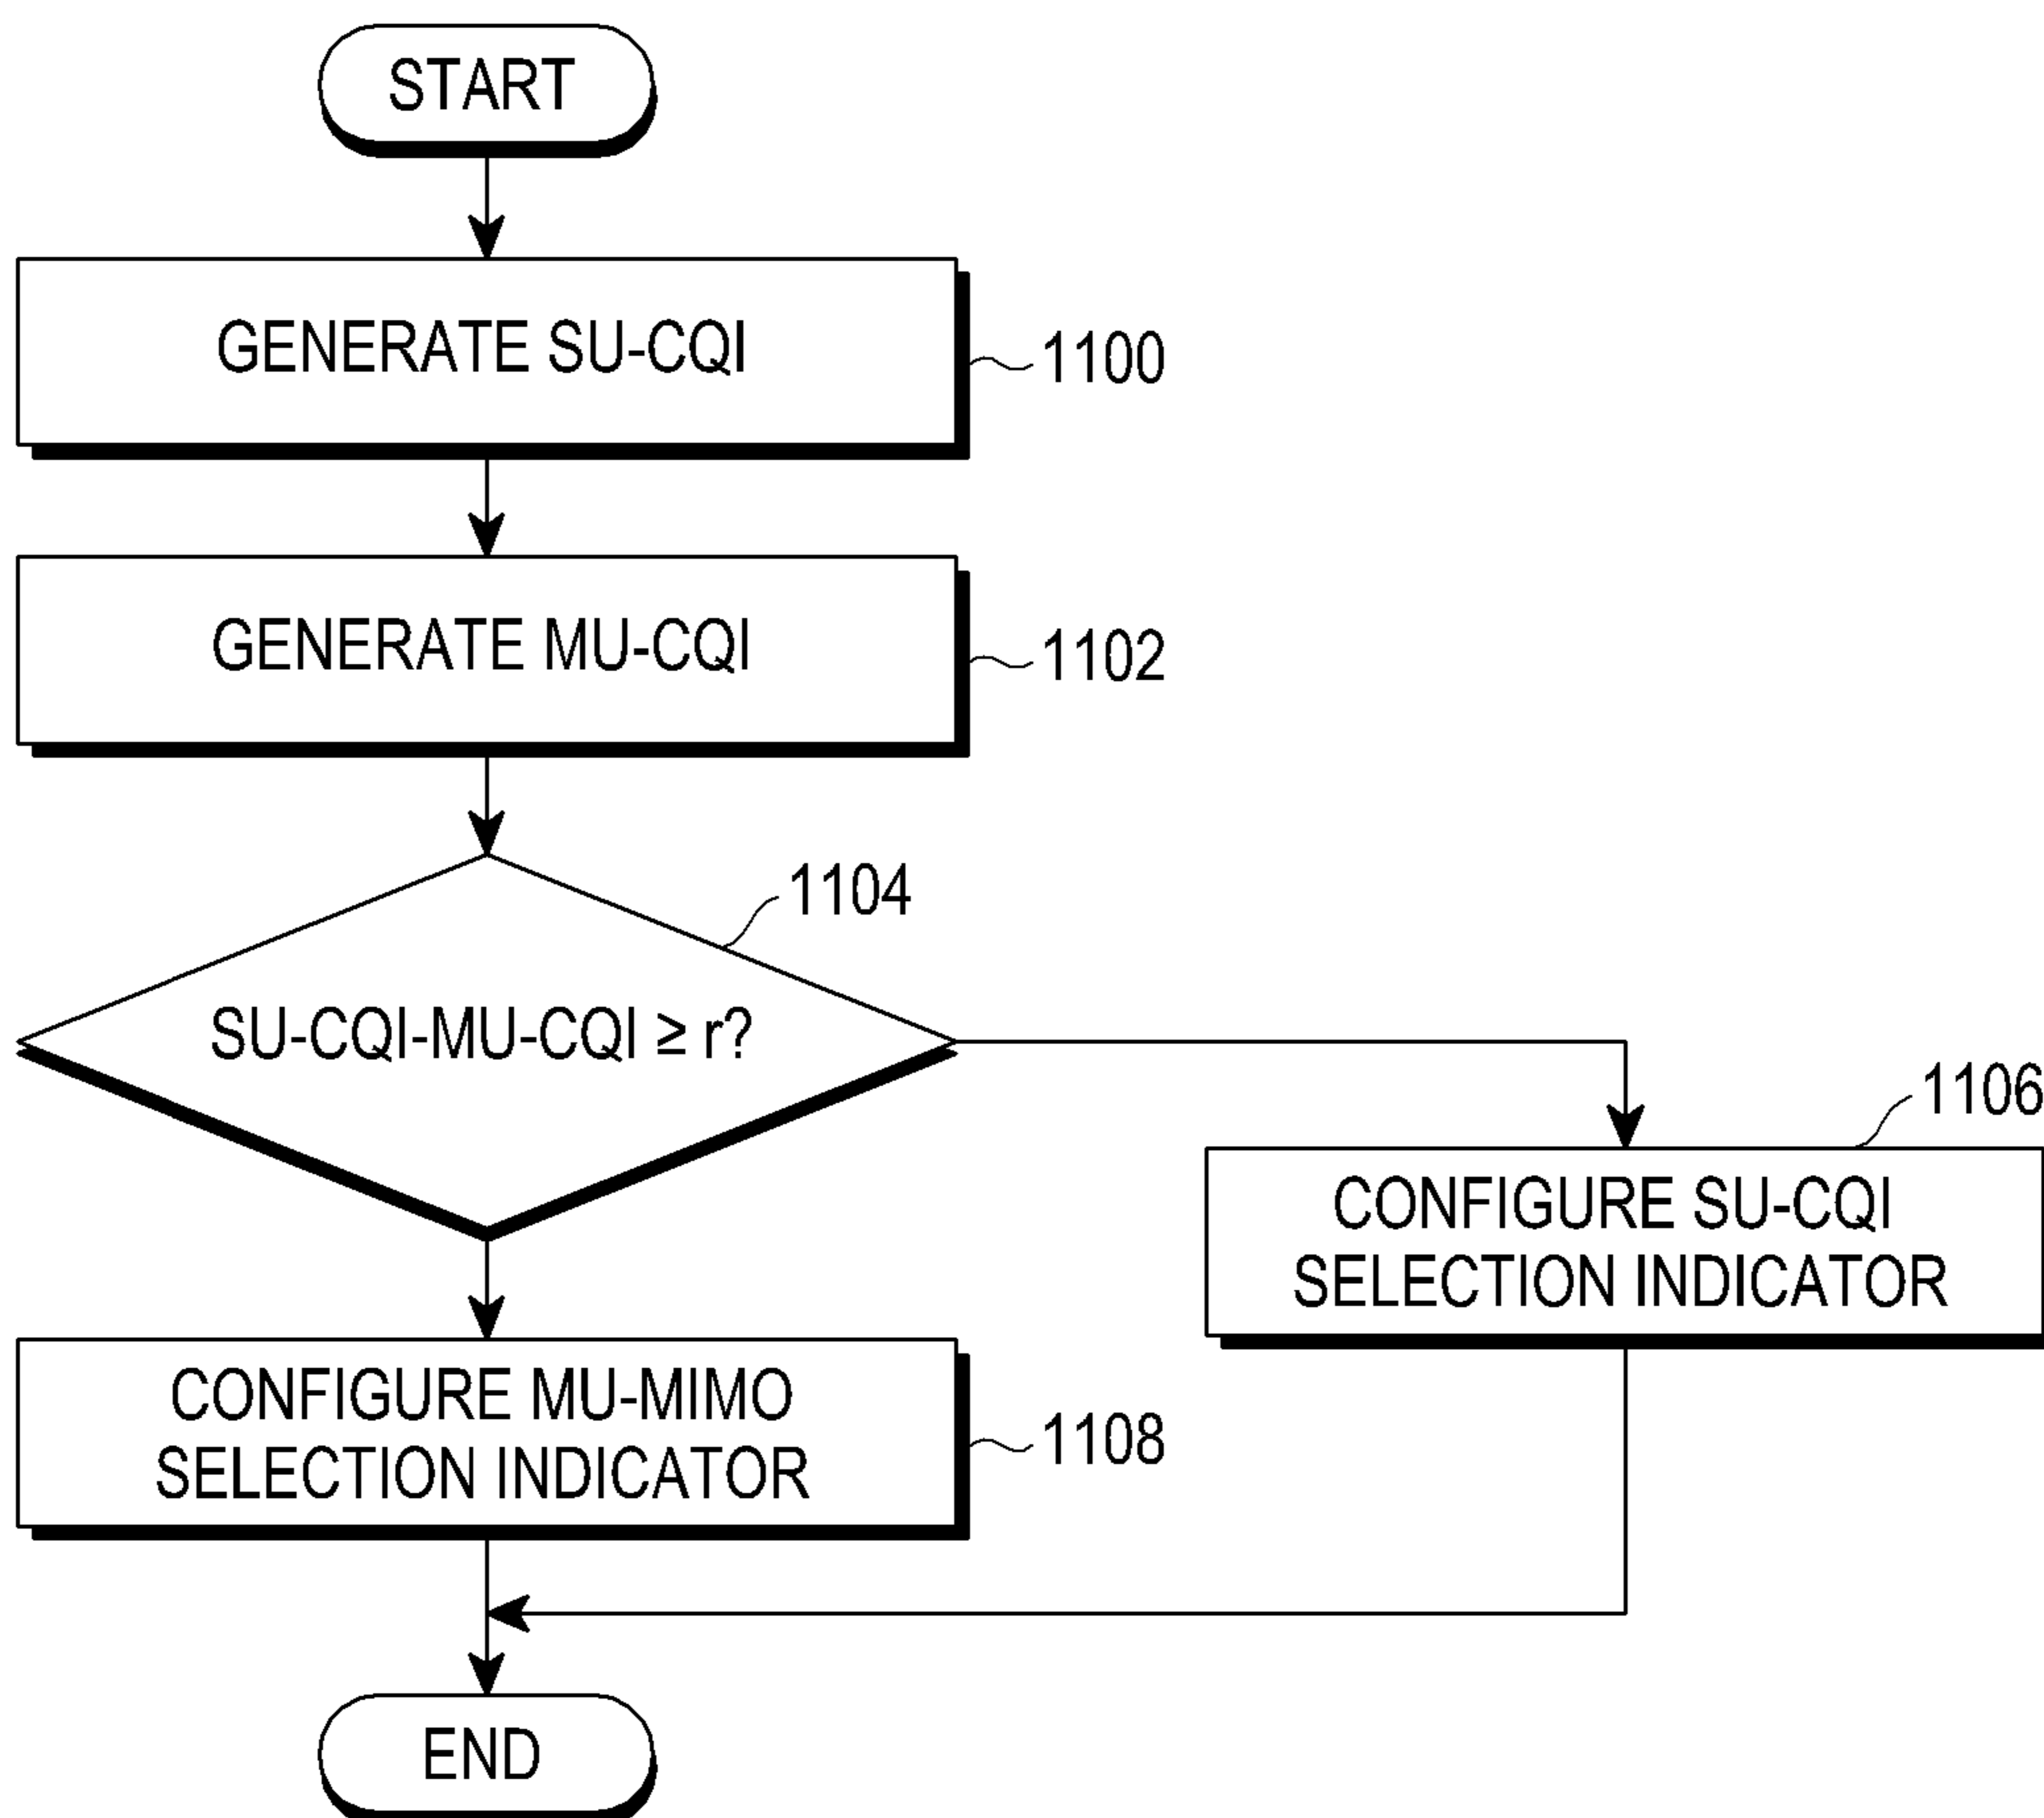 START
GENERATE SU-CQI
1100
GENERATE MU-CQI
1102
1104
SU-CQI-MU-CQI ≥ r?
1106
CONFIGURE SU-CQI
SELECTION INDICATOR
CONFIGURE MU-MIMO
SELECTION INDICATOR
1108
END